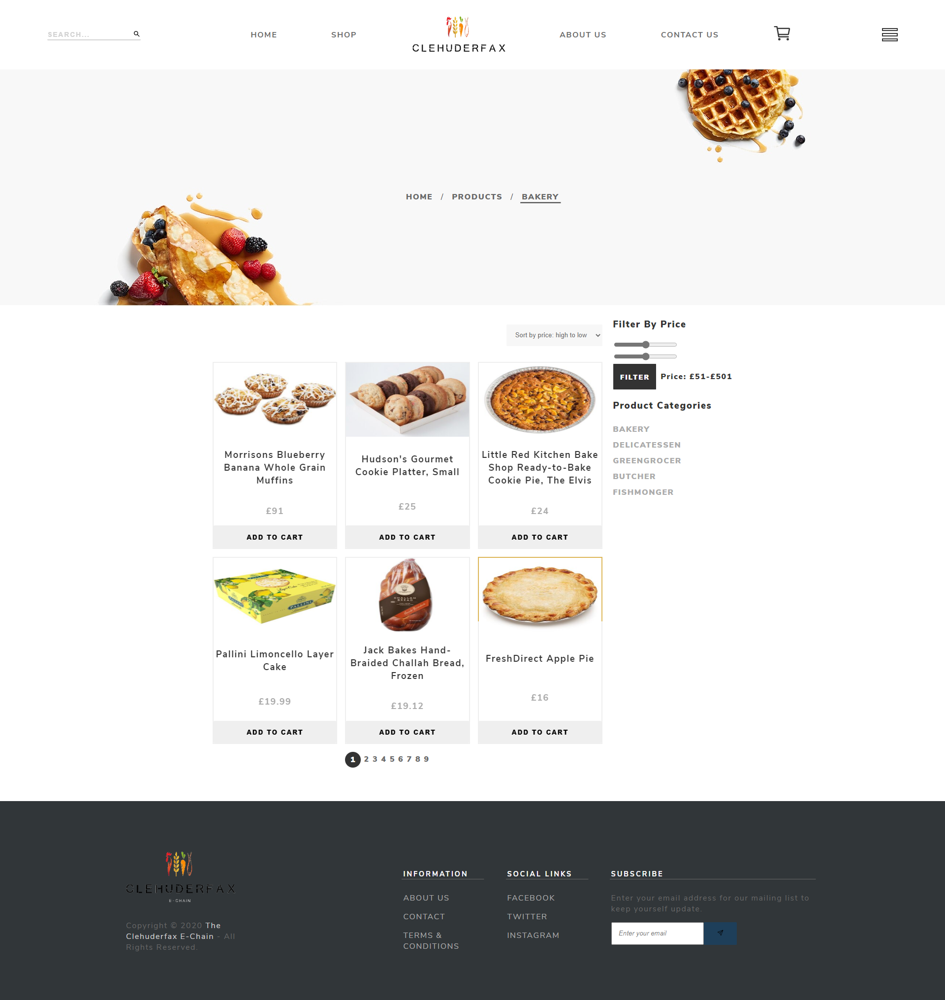 SEARCH...
HOME
SHOP
CLEHUDERFAX
ABOUT US
CONTACT US
HOME / PRODUCTS / BAKERY
Sort by price: high to low
Filter By Price
FILTER Price: £51-£501
Product Categories
BAKERY
DELICATESSEN
GREENGROCER
BUTCHER
FISHMONGER
Morrisons Blueberry
Banana Whole Grain
Muffins
£91
ADD TO CART
Hudson's Gourmet
Cookie Platter, Small
£25
ADD TO CART
Little Red Kitchen Bake
Shop Ready-to-Bake
Cookie Pie, The Elvis
£24
ADD TO CART
PALLINI
Pallini Limoncello Layer
Cake
£19.99
ADD TO CART
CHALLAH
BREAD
Jack Bakes Hand-
Braided Challah Bread,
Frozen
£19.12
ADD TO CART
FreshDirect Apple Pie
£16
ADD TO CART
1 2 3 4 5 6 7 8 9
CLEHUDERFAX
E-CHAIN
Copyright © 2020 The
Clehuderfax E-Chain - All
Rights Reserved.
INFORMATION
ABOUT US
CONTACT
TERMS &
CONDITIONS
SOCIAL LINKS
FACEBOOK
TWITTER
INSTAGRAM
SUBSCRIBE
Enter your email address for our mailing list to
keep yourself update.
Enter your email